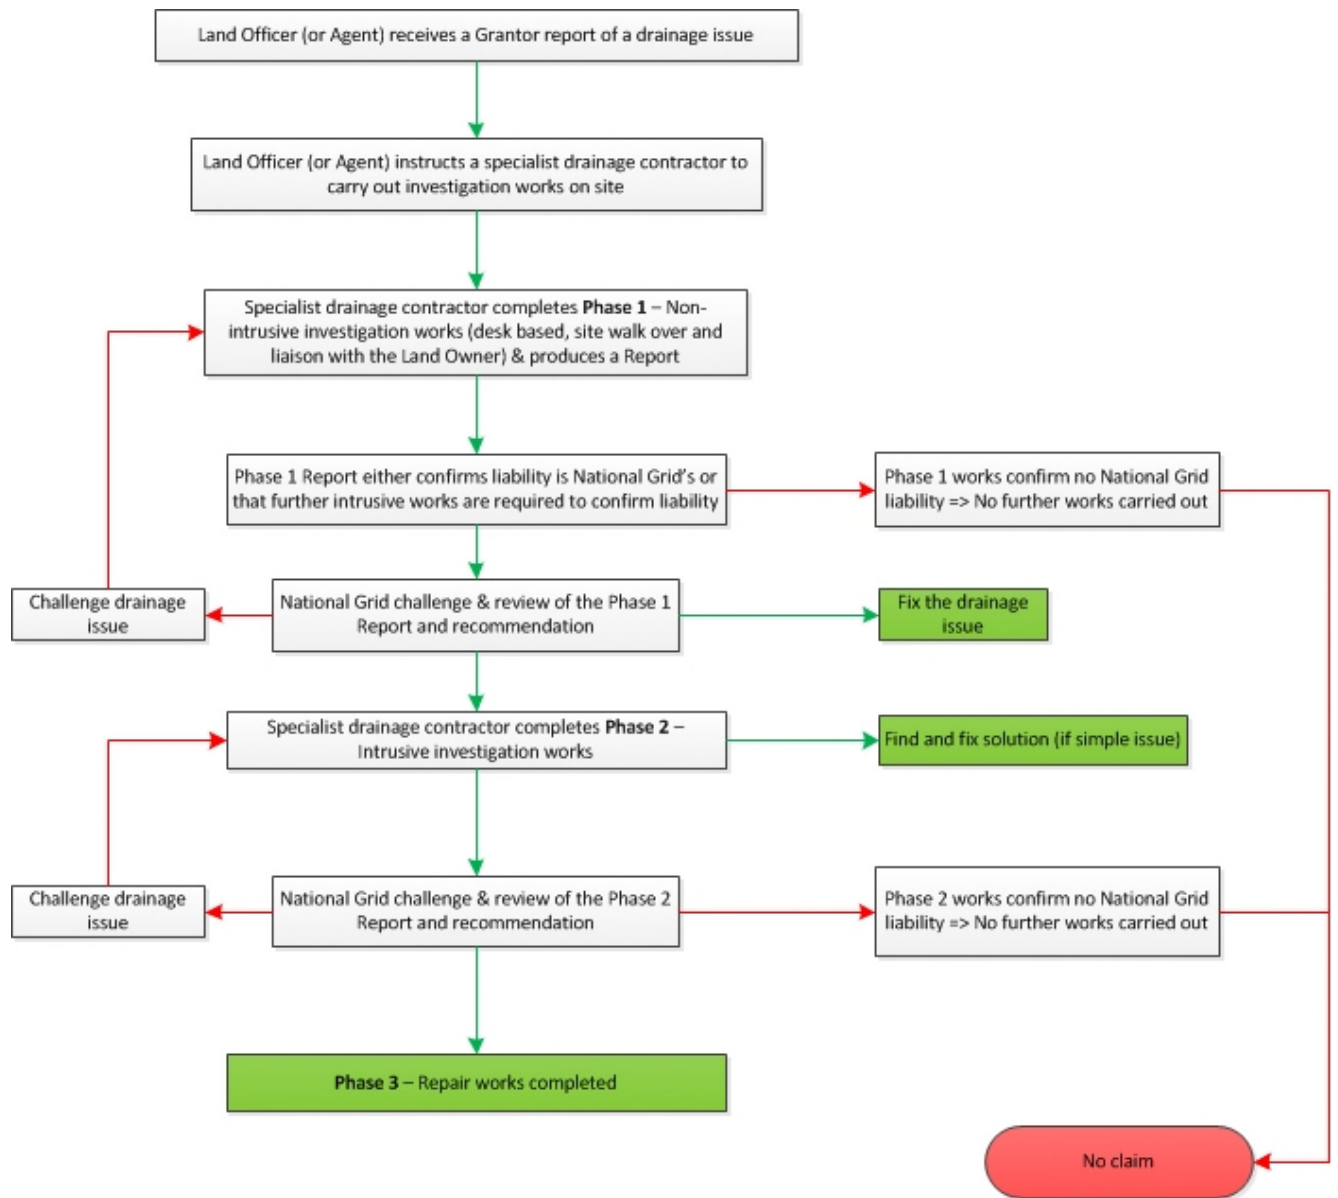 Land Officer (or Agent) receives a Grantor report of a drainage issue
Land Officer (or Agent) instructs a specialist drainage contractor to
carry out investigation works on site
Specialist drainage contractor completes Phase 1 – Non-
intrusive investigation works (desk based, site walk over and
liaison with the Land Owner) & produces a Report
Phase 1 Report either confirms liability is National Grid's or
that further intrusive works are required to confirm liability
Phase 1 works confirm no National Grid
liability => No further works carried out
Challenge drainage
issue
National Grid challenge & review of the Phase 1
Report and recommendation
Fix the drainage
issue
Specialist drainage contractor completes Phase 2 –
Intrusive investigation works
Find and fix solution (if simple issue)
Challenge drainage
issue
National Grid challenge & review of the Phase 2
Report and recommendation
Phase 2 works confirm no National Grid
liability => No further works carried out
Phase 3 – Repair works completed
No claim